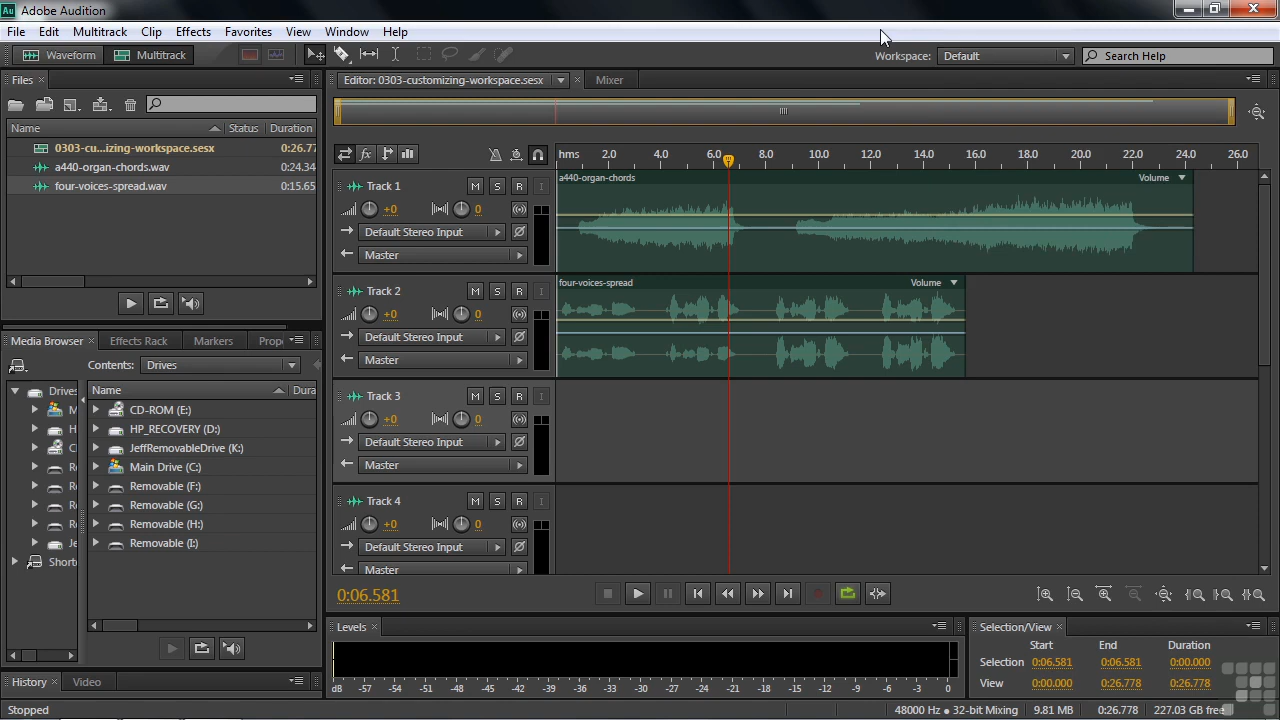 Au Adobe Audition
File Edit Multitrack Clip Effects Favorites View Window Help
Waveform Multitrack Workspace: Default Search Help
Files × Editor: 0303-customizing-workspace.sesx × Mixer
Name Status Duration
0303-cu...izing-workspace.sesx 0:26.77
a440-organ-chords.wav 0:24.34
four-voices-spread.wav 0:15.65
fx hms 2.0 4.0 6.0 8.0 10.0 12.0 14.0 16.0 18.0 20.0 22.0 24.0 26.0
Track 1 M S R I
+0 0
Default Stereo Input
Master
a440-organ-chords Volume
Track 2 M S R I
+0 0
Default Stereo Input
Master
four-voices-spread Volume
Track 3 M S R I
+0 0
Default Stereo Input
Master
Track 4 M S R I
+0 0
Default Stereo Input
Master
Media Browser × Effects Rack Markers Prop
Contents: Drives
Drives
M
H
C
Re
Re
Re
Re
Je
Shorto
Name Dura
CD-ROM (E:)
HP_RECOVERY (D:)
JeffRemovableDrive (K:)
Main Drive (C:)
Removable (F:)
Removable (G:)
Removable (H:)
Removable (I:)
0:06.581
History × Video
Levels ×
dB -57 -54 -51 -48 -45 -42 -39 -36 -33 -30 -27 -24 -21 -18 -15 -12 -9 -6 -3 0
Selection/View ×
Start End Duration
Selection 0:06.581 0:06.581 0:00.000
View 0:00.000 0:26.778 0:26.778
Stopped 48000 Hz • 32-bit Mixing 9.81 MB 0:26.778 227.03 GB free